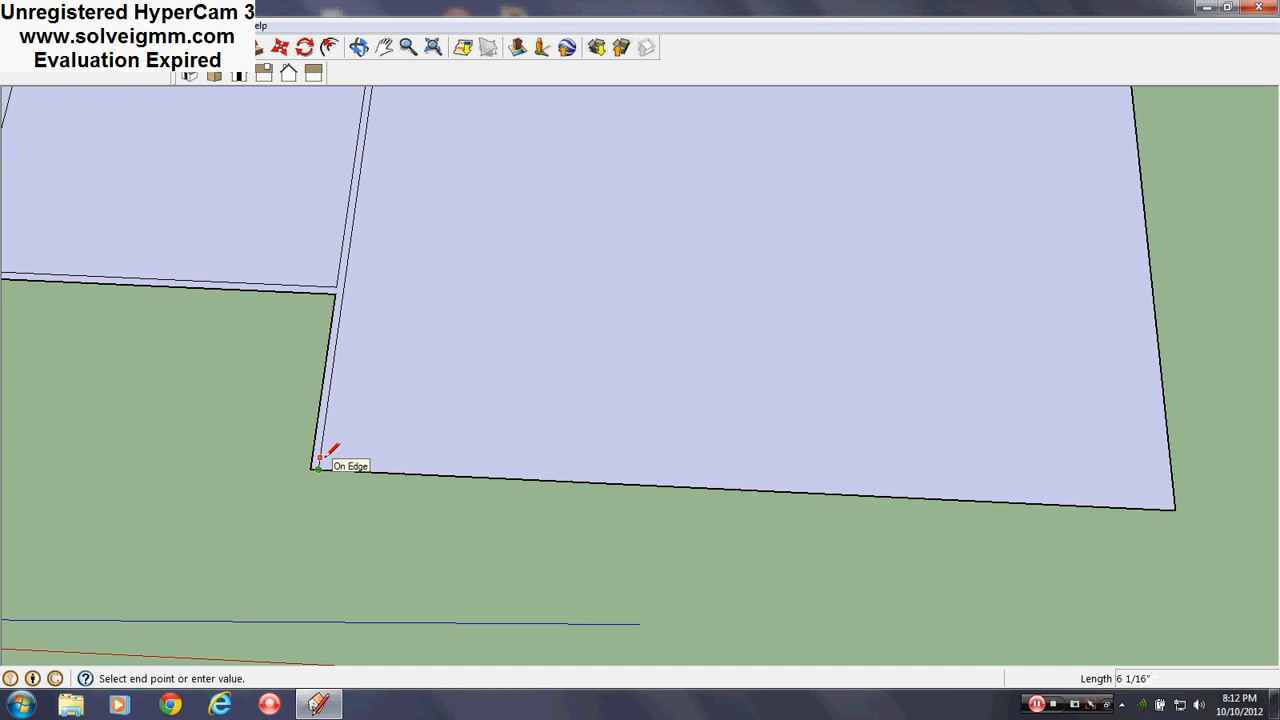 Unregistered HyperCam 3
www.solveigmm.com
Evaluation Expired
elp
On Edge
Select end point or enter value.
Length 6 1/16"
8:12 PM
10/10/2012